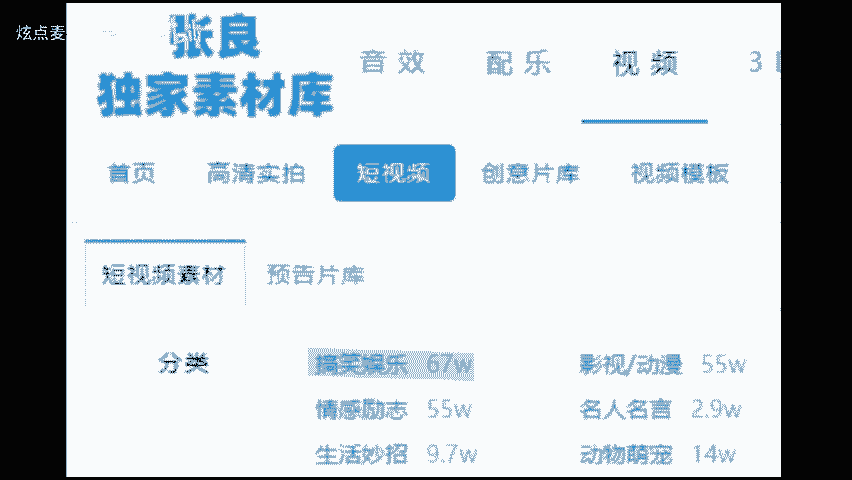 炫点麦
张良
独家素材库
音效 配乐 视频 3
首页 高清实拍 短视频 创意片库 视频模板
短视频素材 预告片库
分类 搞笑娱乐 67w 影视/动漫 55w
情感励志 55w 名人名言 2.9w
生活妙招 9.7w 动物萌宠 14w